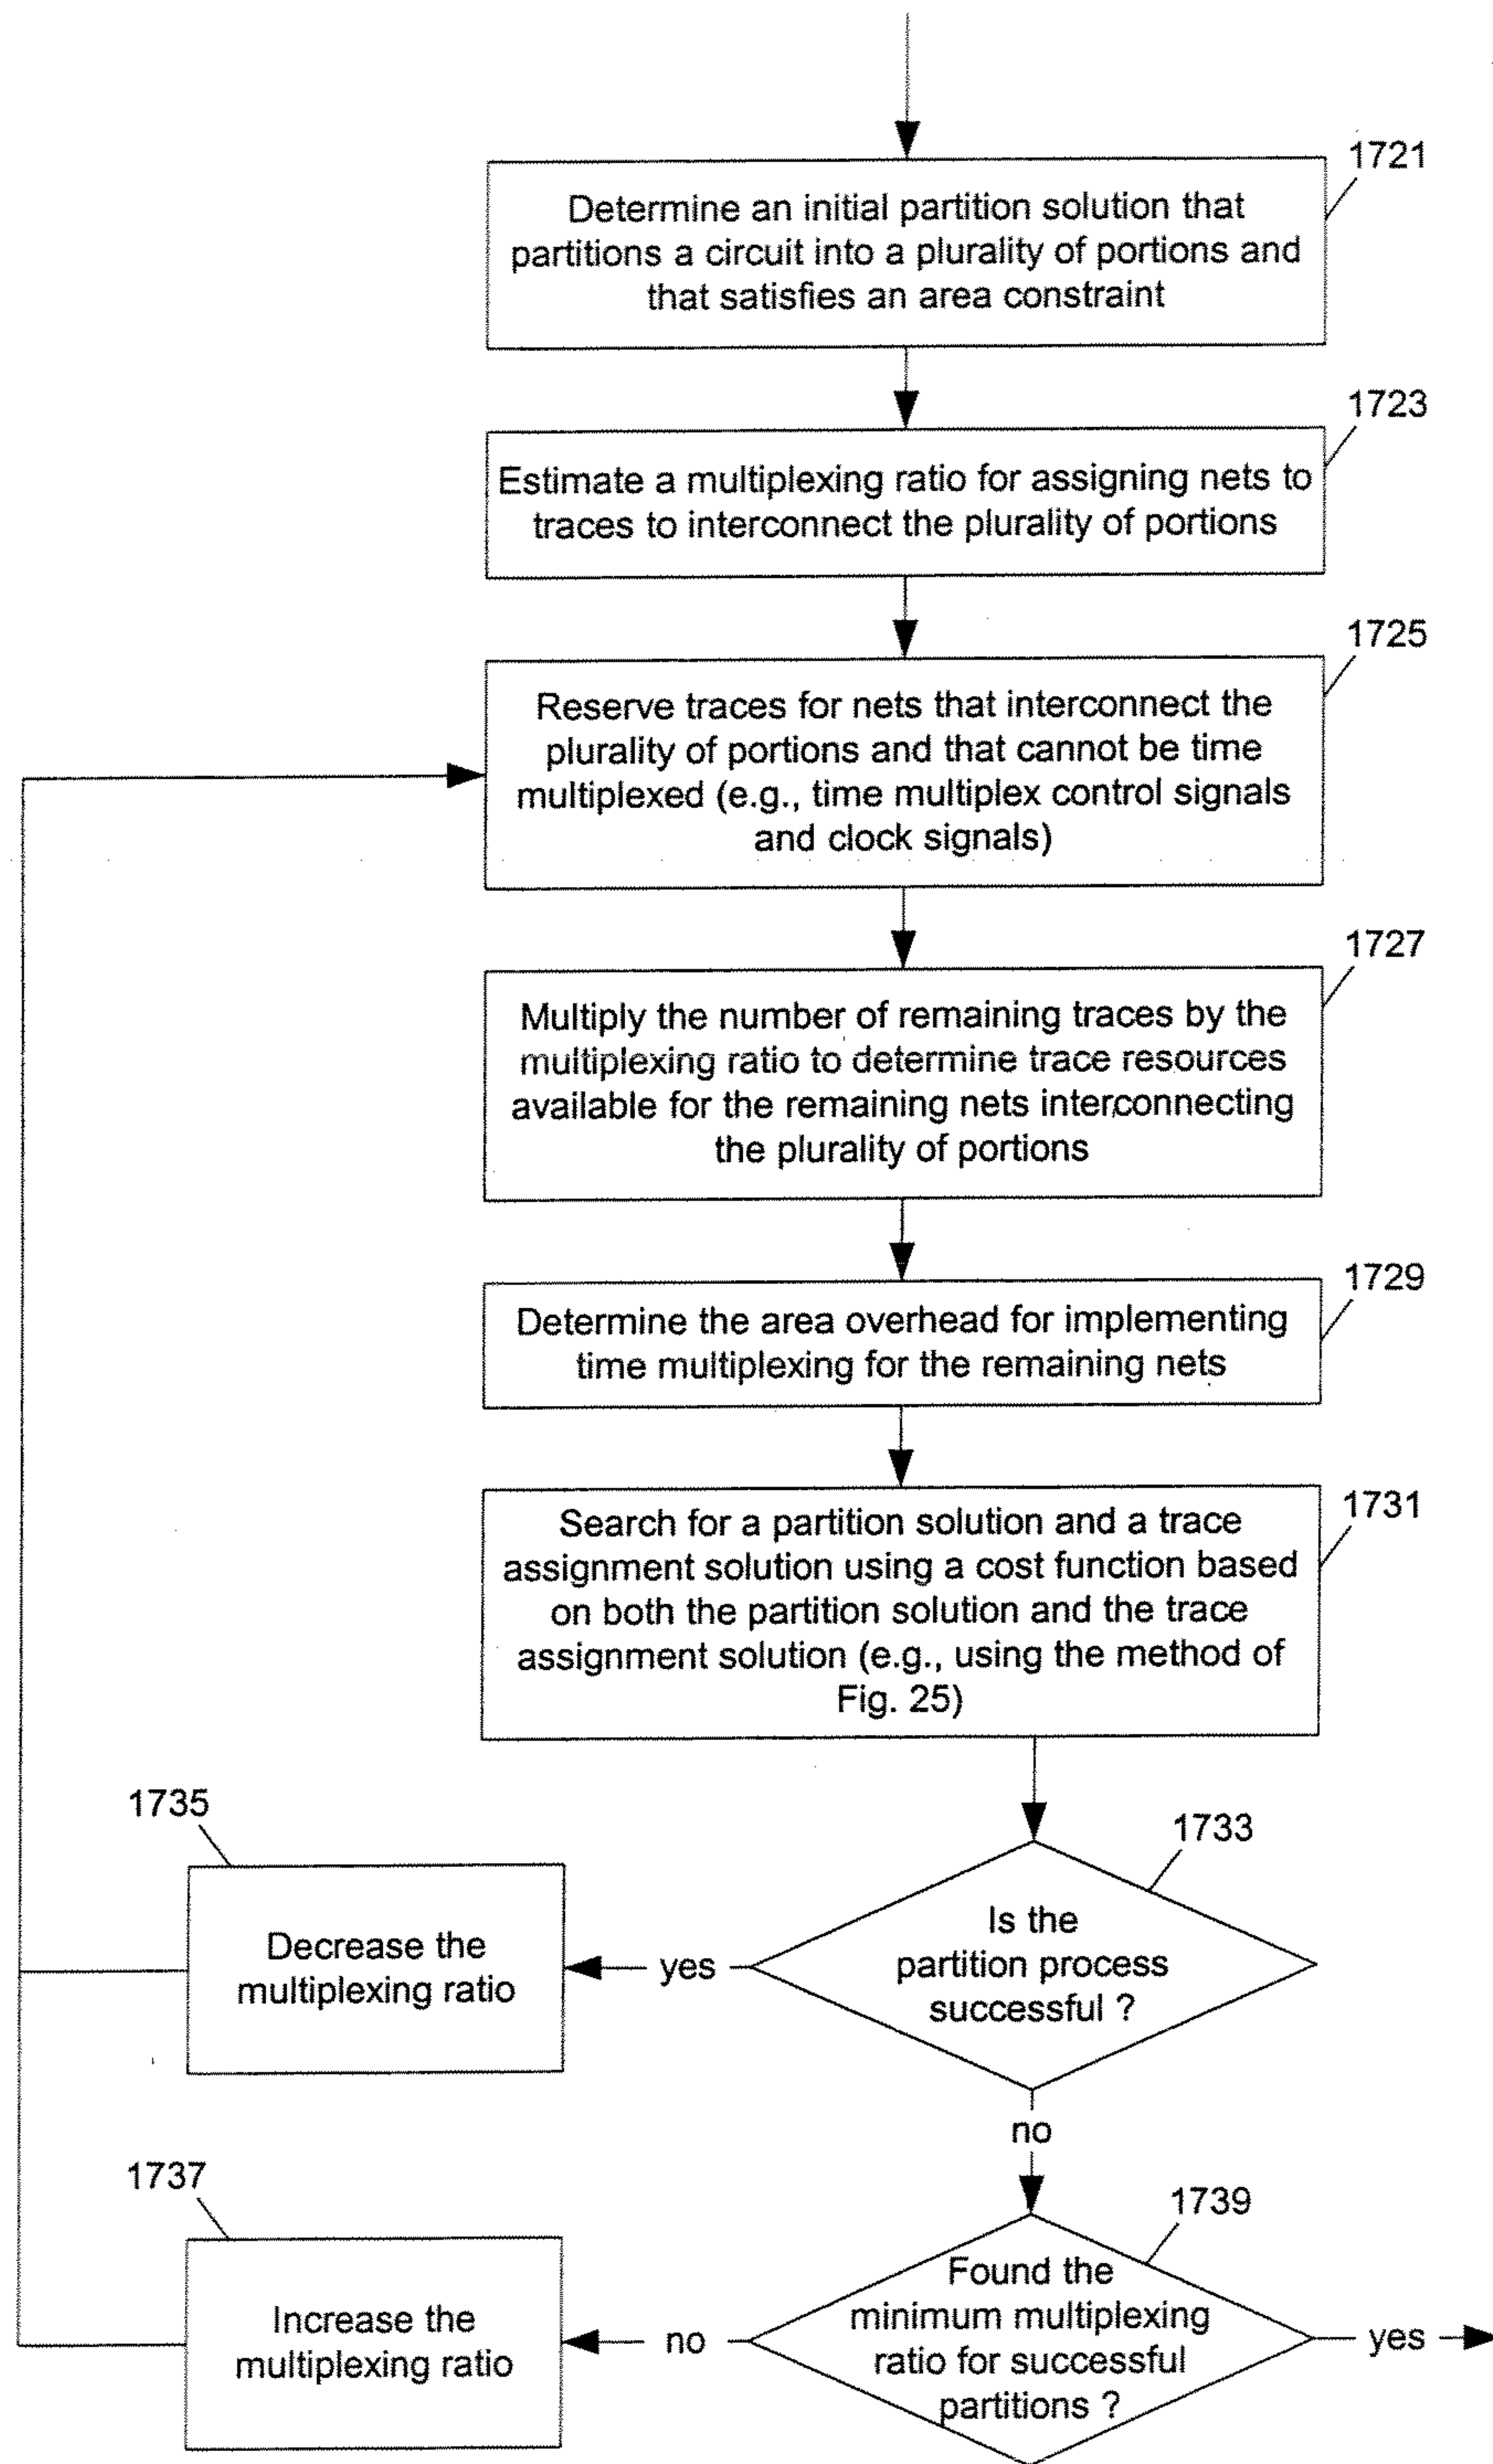 1721
Determine an initial partition solution that
partitions a circuit into a plurality of portions and
that satisfies an area constraint
1723
Estimate a multiplexing ratio for assigning nets to
traces to interconnect the plurality of portions
1725
Reserve traces for nets that interconnect the
plurality of portions and that cannot be time
multiplexed (e.g., time multiplex control signals
and clock signals)
1727
Multiply the number of remaining traces by the
multiplexing ratio to determine trace resources
available for the remaining nets interconnecting
the plurality of portions
1729
Determine the area overhead for implementing
time multiplexing for the remaining nets
1731
Search for a partition solution and a trace
assignment solution using a cost function based
on both the partition solution and the trace
assignment solution (e.g., using the method of
Fig. 25)
1733
Is the
partition process
successful ?
yes
1735
Decrease the
multiplexing ratio
no
1739
Found the
minimum multiplexing
ratio for successful
partitions ?
yes
no
1737
Increase the
multiplexing ratio